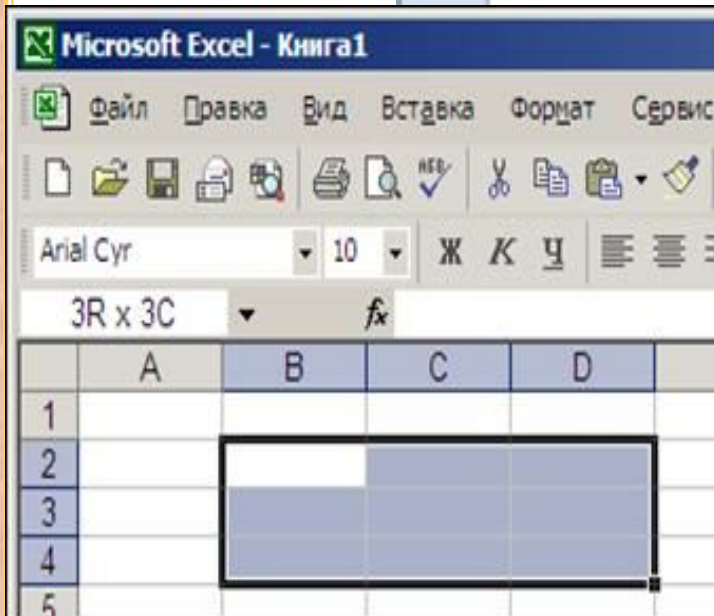 Microsoft Excel - Книга1
Файл Правка Вид Вставка Формат Сервис
Arial Cyr 10 Ж К Ч
3R x 3C fx
A B C D
1
2
3
4
5